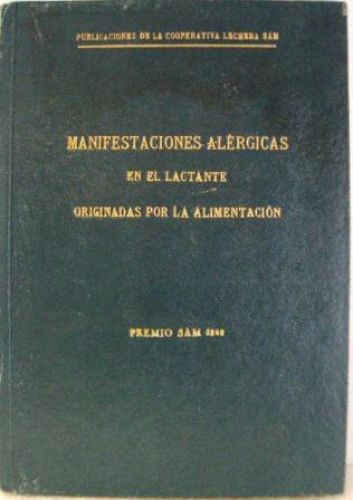 PUBLICACIONES DE LA COOPERATIVA LECHERA SAM
MANIFESTACIONES ALÉRGICAS
EN EL LACTANTE
ORIGINADAS POR LA ALIMENTACIÓN
PREMIO SAM